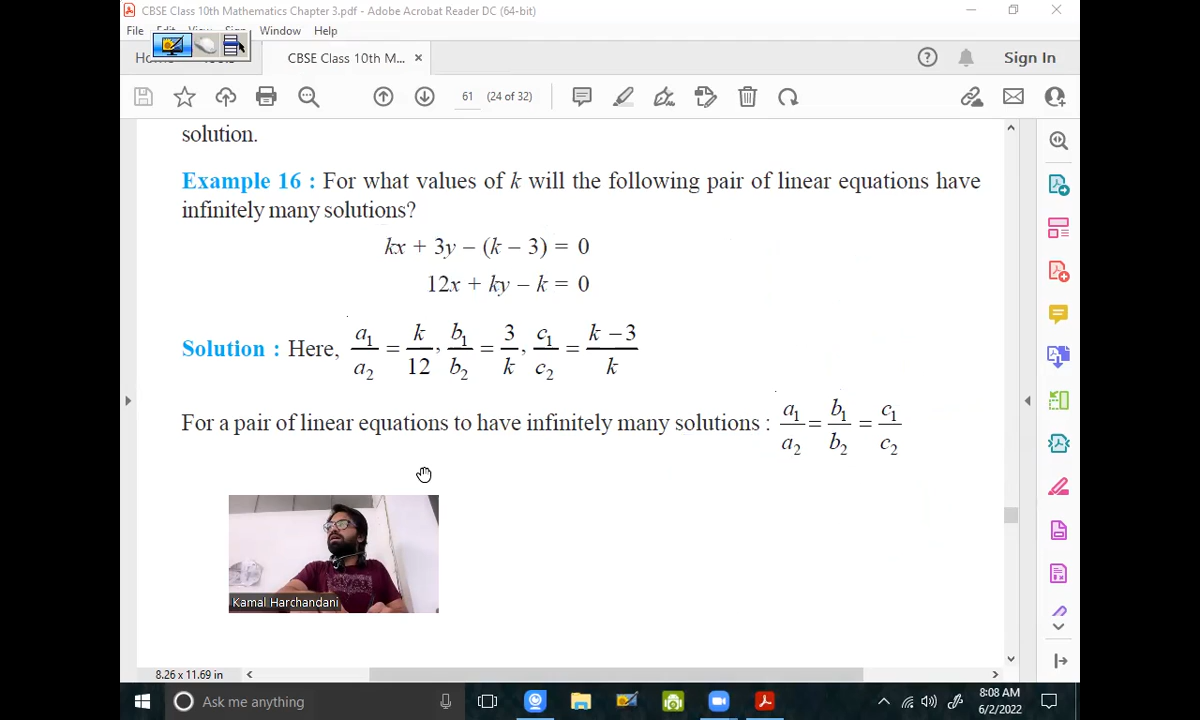 CBSE Class 10th Mathematics Chapter 3.pdf - Adobe Acrobat Reader DC (64-bit)
File Edit View Sign Window Help
CBSE Class 10th M... ×
Sign In
61 (24 of 32)
solution.
Example 16 : For what values of k will the following pair of linear equations have
infinitely many solutions?
kx + 3y – (k – 3) = 0
12x + ky – k = 0
Solution : Here, a₁/a₂ = k/12, b₁/b₂ = 3/k, c₁/c₂ = (k – 3)/k
For a pair of linear equations to have infinitely many solutions : a₁/a₂ = b₁/b₂ = c₁/c₂
Kamal Harchandani
8.26 x 11.69 in
Ask me anything
8:08 AM
6/2/2022